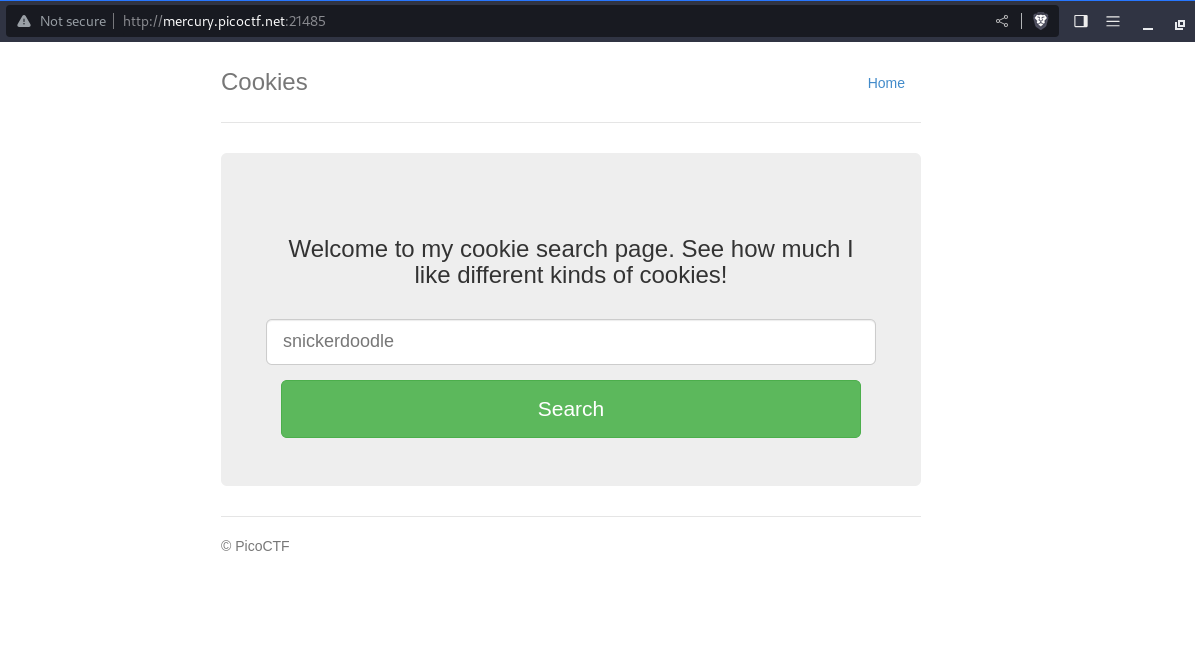 Not secure http://mercury.picoctf.net:21485
Cookies Home
Welcome to my cookie search page. See how much I
like different kinds of cookies!
snickerdoodle
Search
© PicoCTF